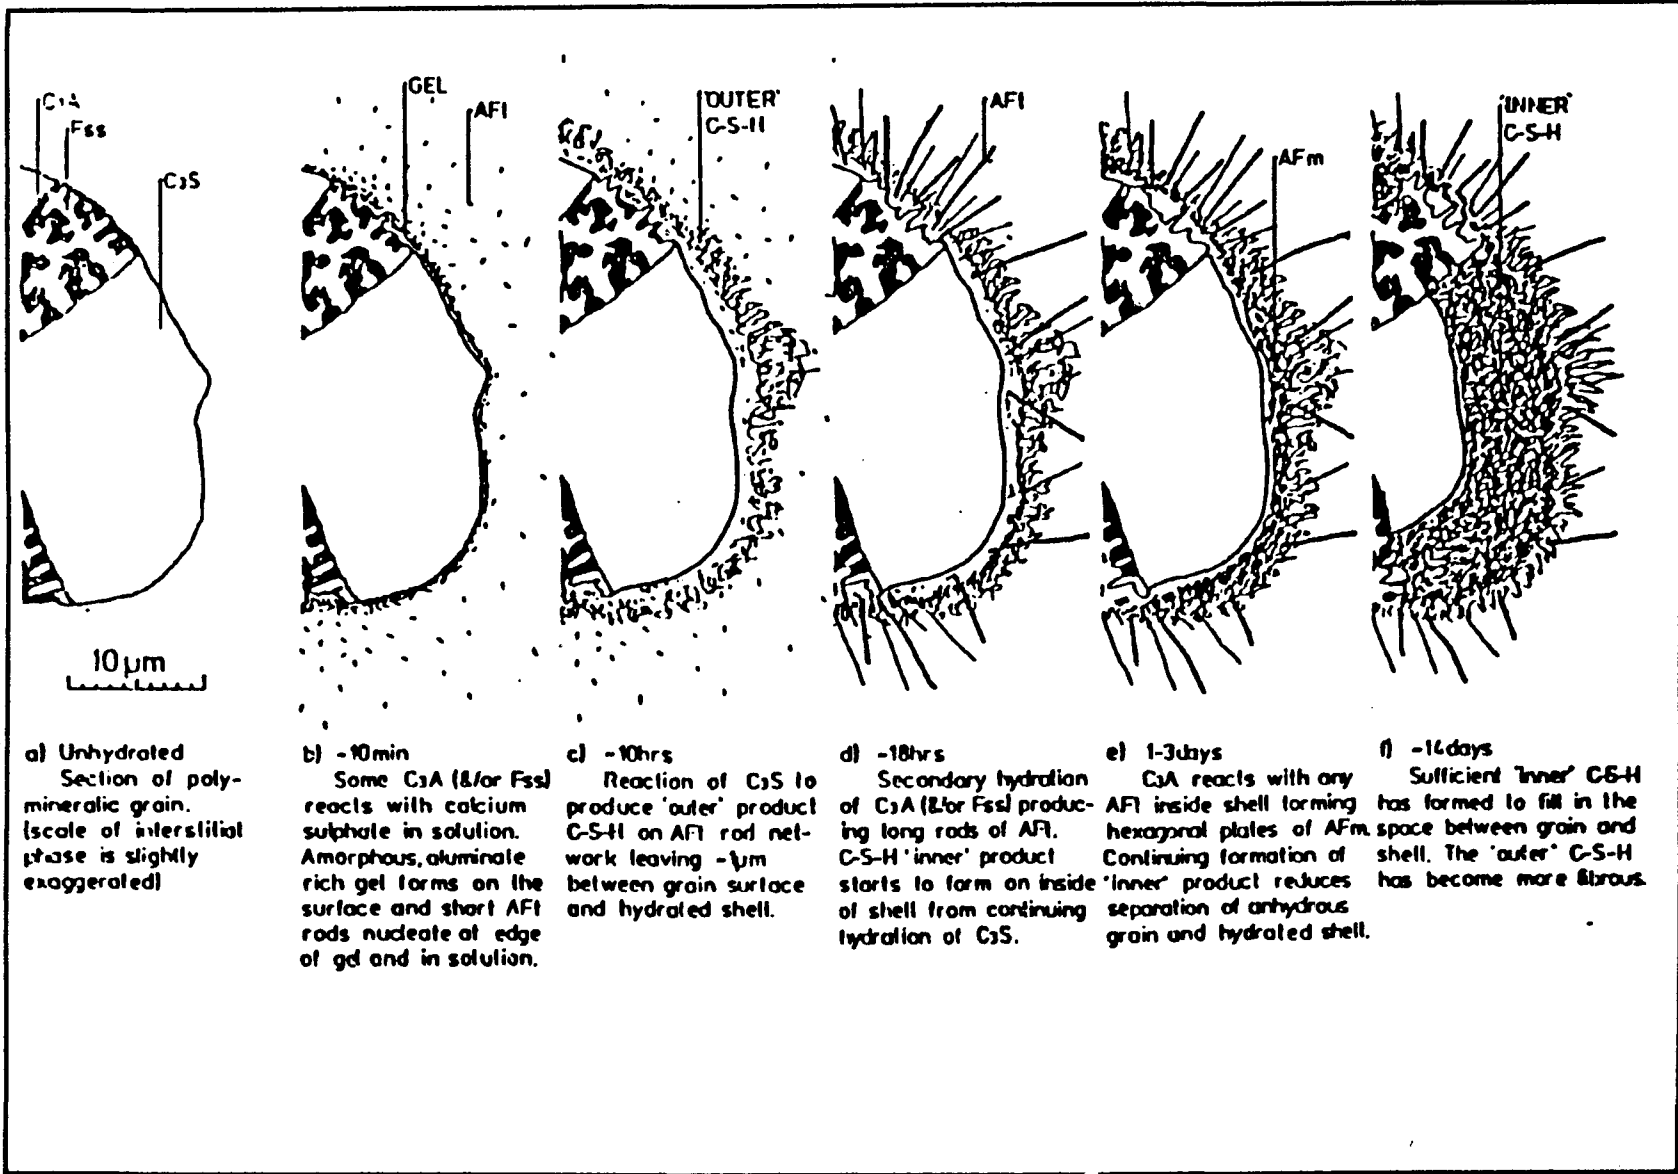 C3A
Fss
C3S
GEL
AFt
'OUTER'
C-S-H
AFt
AFm
'INNER'
C-S-H
10 µm
a) Unhydrated
Section of poly-
mineralic grain.
(scale of interstitial
phase is slightly
exaggerated)
b) ~10min
Some C3A (&/or Fss)
reacts with calcium
sulphate in solution.
Amorphous, aluminate
rich gel forms on the
surface and short AFt
rods nucleate at edge
of gel and in solution.
c) ~10hrs
Reaction of C3S to
produce 'outer' product
C-S-H on AFt rod net-
work leaving ~1µm
between grain surface
and hydrated shell.
d) ~18hrs
Secondary hydration
of C3A (&/or Fss) produc-
ing long rods of AFt.
C-S-H 'inner' product
starts to form on inside
of shell from continuing
hydration of C3S.
e) 1-3days
C3A reacts with any
AFt inside shell forming
hexagonal plates of AFm.
Continuing formation of
'inner' product reduces
separation of anhydrous
grain and hydrated shell.
f) ~14days
Sufficient 'inner' C-S-H
has formed to fill in the
space between grain and
shell. The 'outer' C-S-H
has become more fibrous.